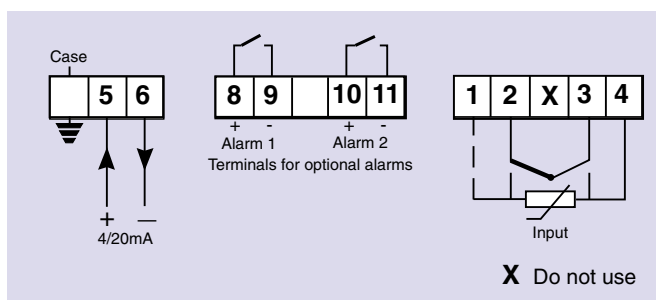 Case
5 6
+ —
4/20mA
8 9 10 11
+ - + -
Alarm 1 Alarm 2
Terminals for optional alarms
1 2 X 3 4
Input
X Do not use